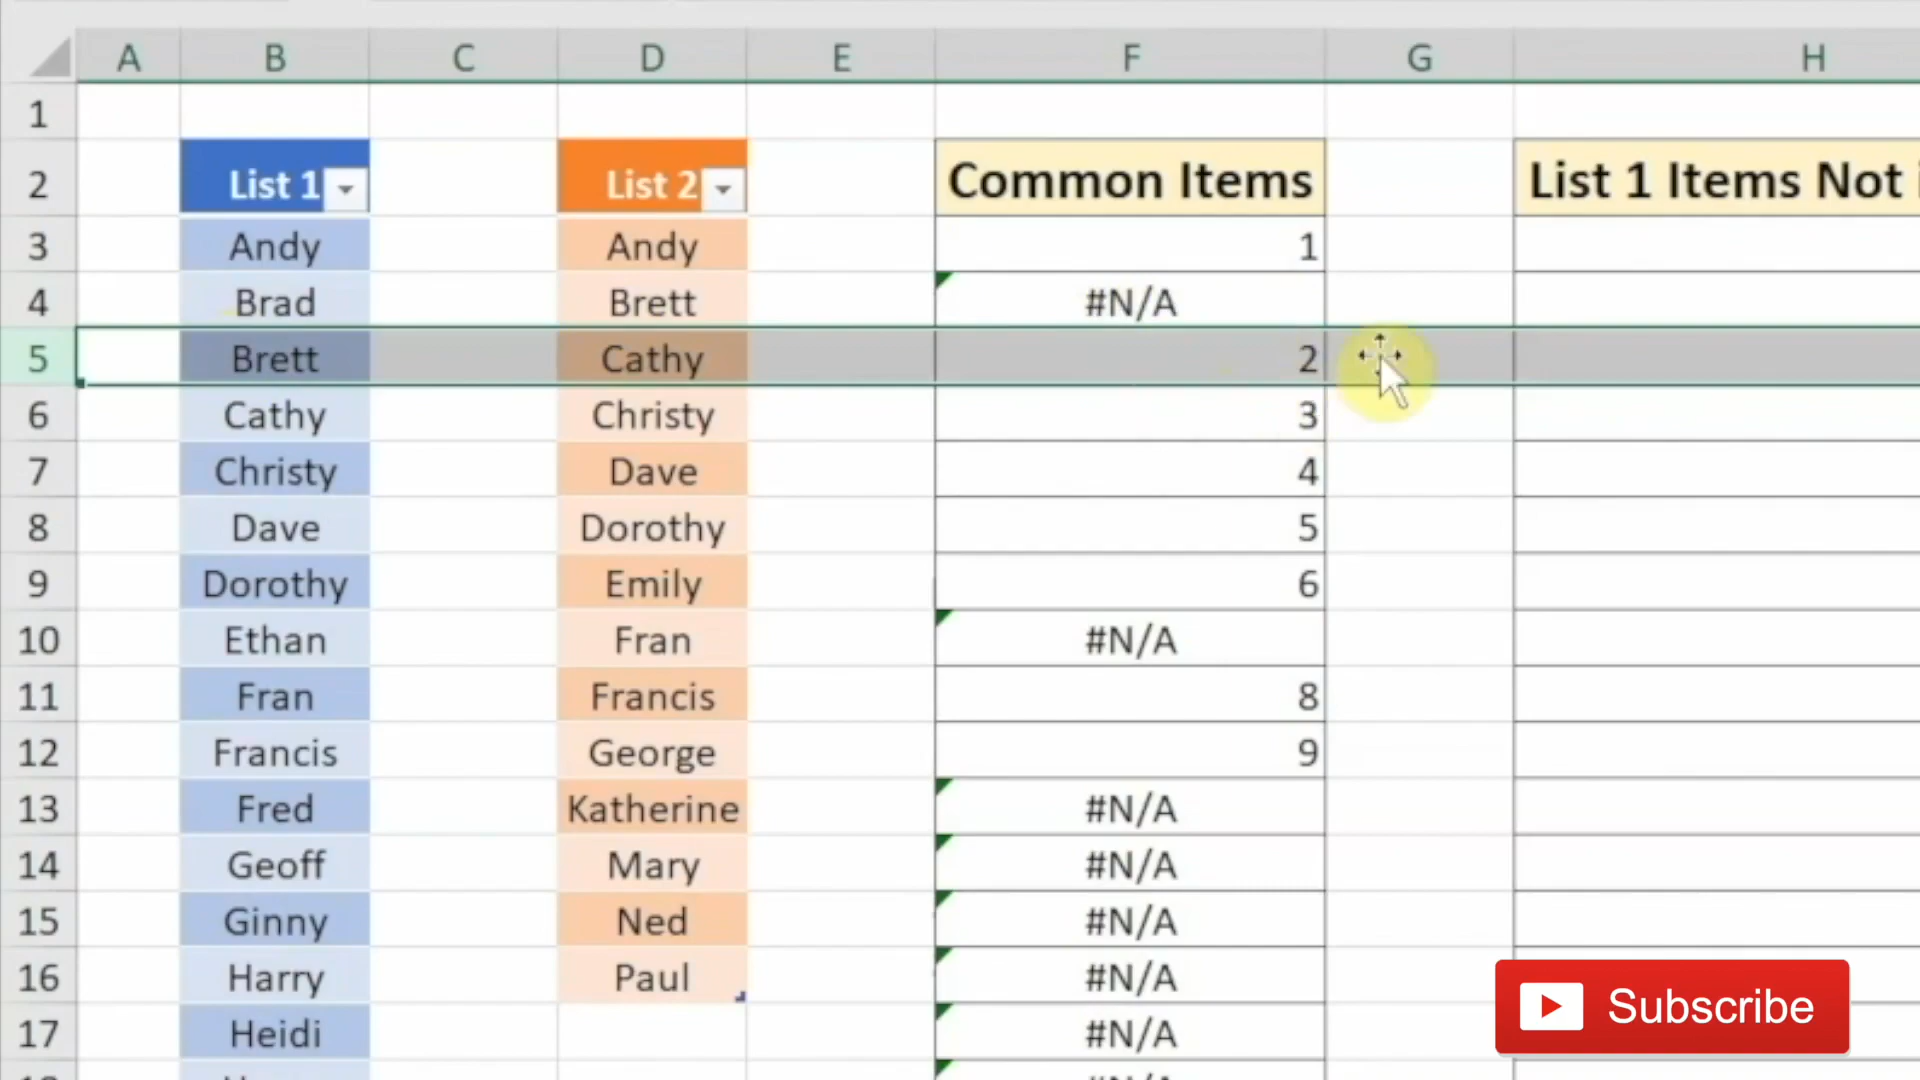 A B C D E F G H
1
2 List 1 List 2 Common Items List 1 Items Not
3 Andy Andy 1
4 Brad Brett #N/A
5 Brett Cathy 2
6 Cathy Christy 3
7 Christy Dave 4
8 Dave Dorothy 5
9 Dorothy Emily 6
10 Ethan Fran #N/A
11 Fran Francis 8
12 Francis George 9
13 Fred Katherine #N/A
14 Geoff Mary #N/A
15 Ginny Ned #N/A
16 Harry Paul #N/A
17 Heidi #N/A
Subscribe